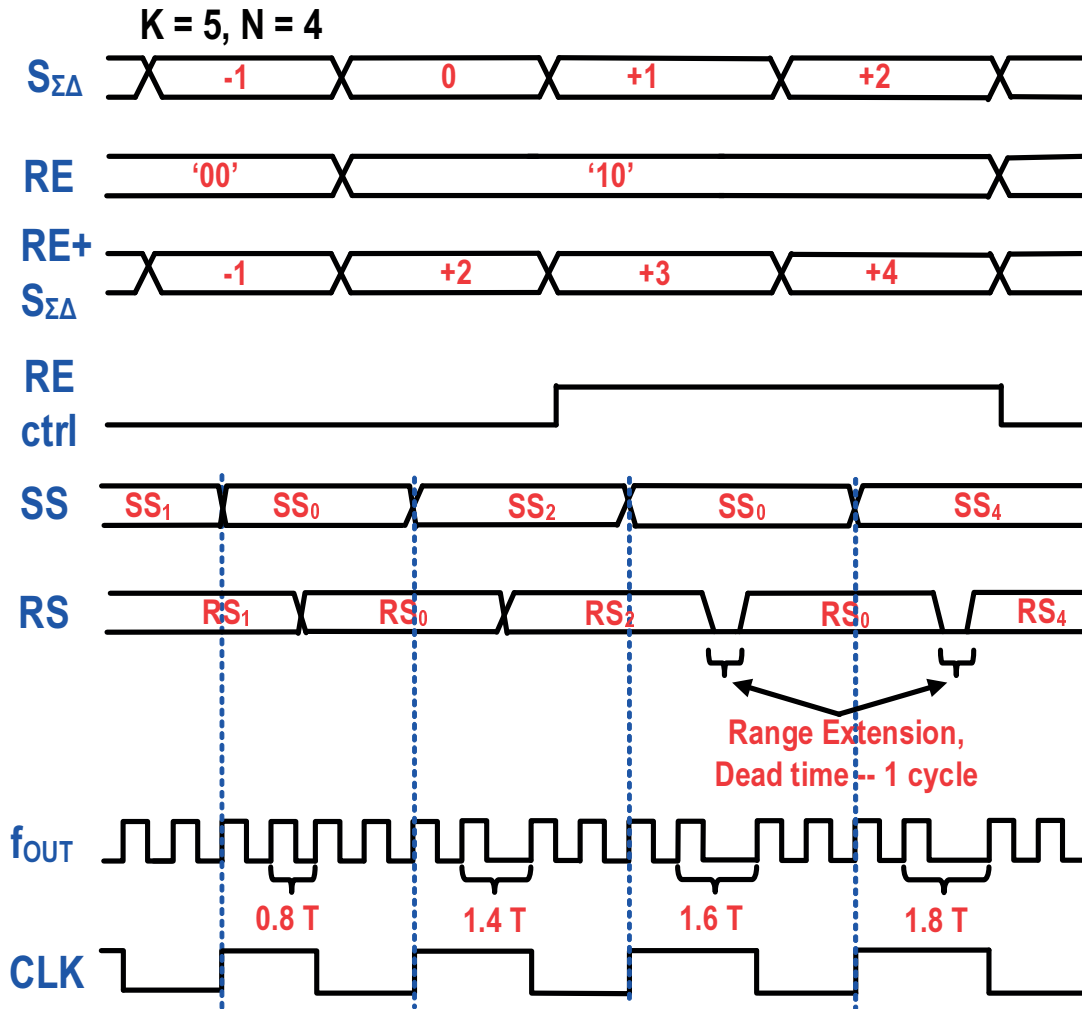 K = 5, N = 4
SΣΔ
-1
0
+1
+2
RE
‘00’
‘10’
RE+
SΣΔ
-1
+2
+3
+4
RE
ctrl
SS
SS1
SS0
SS2
SS0
SS4
RS
RS1
RS0
RS2
RS0
RS4
Range Extension,
Dead time -- 1 cycle
fOUT
0.8 T
1.4 T
1.6 T
1.8 T
CLK